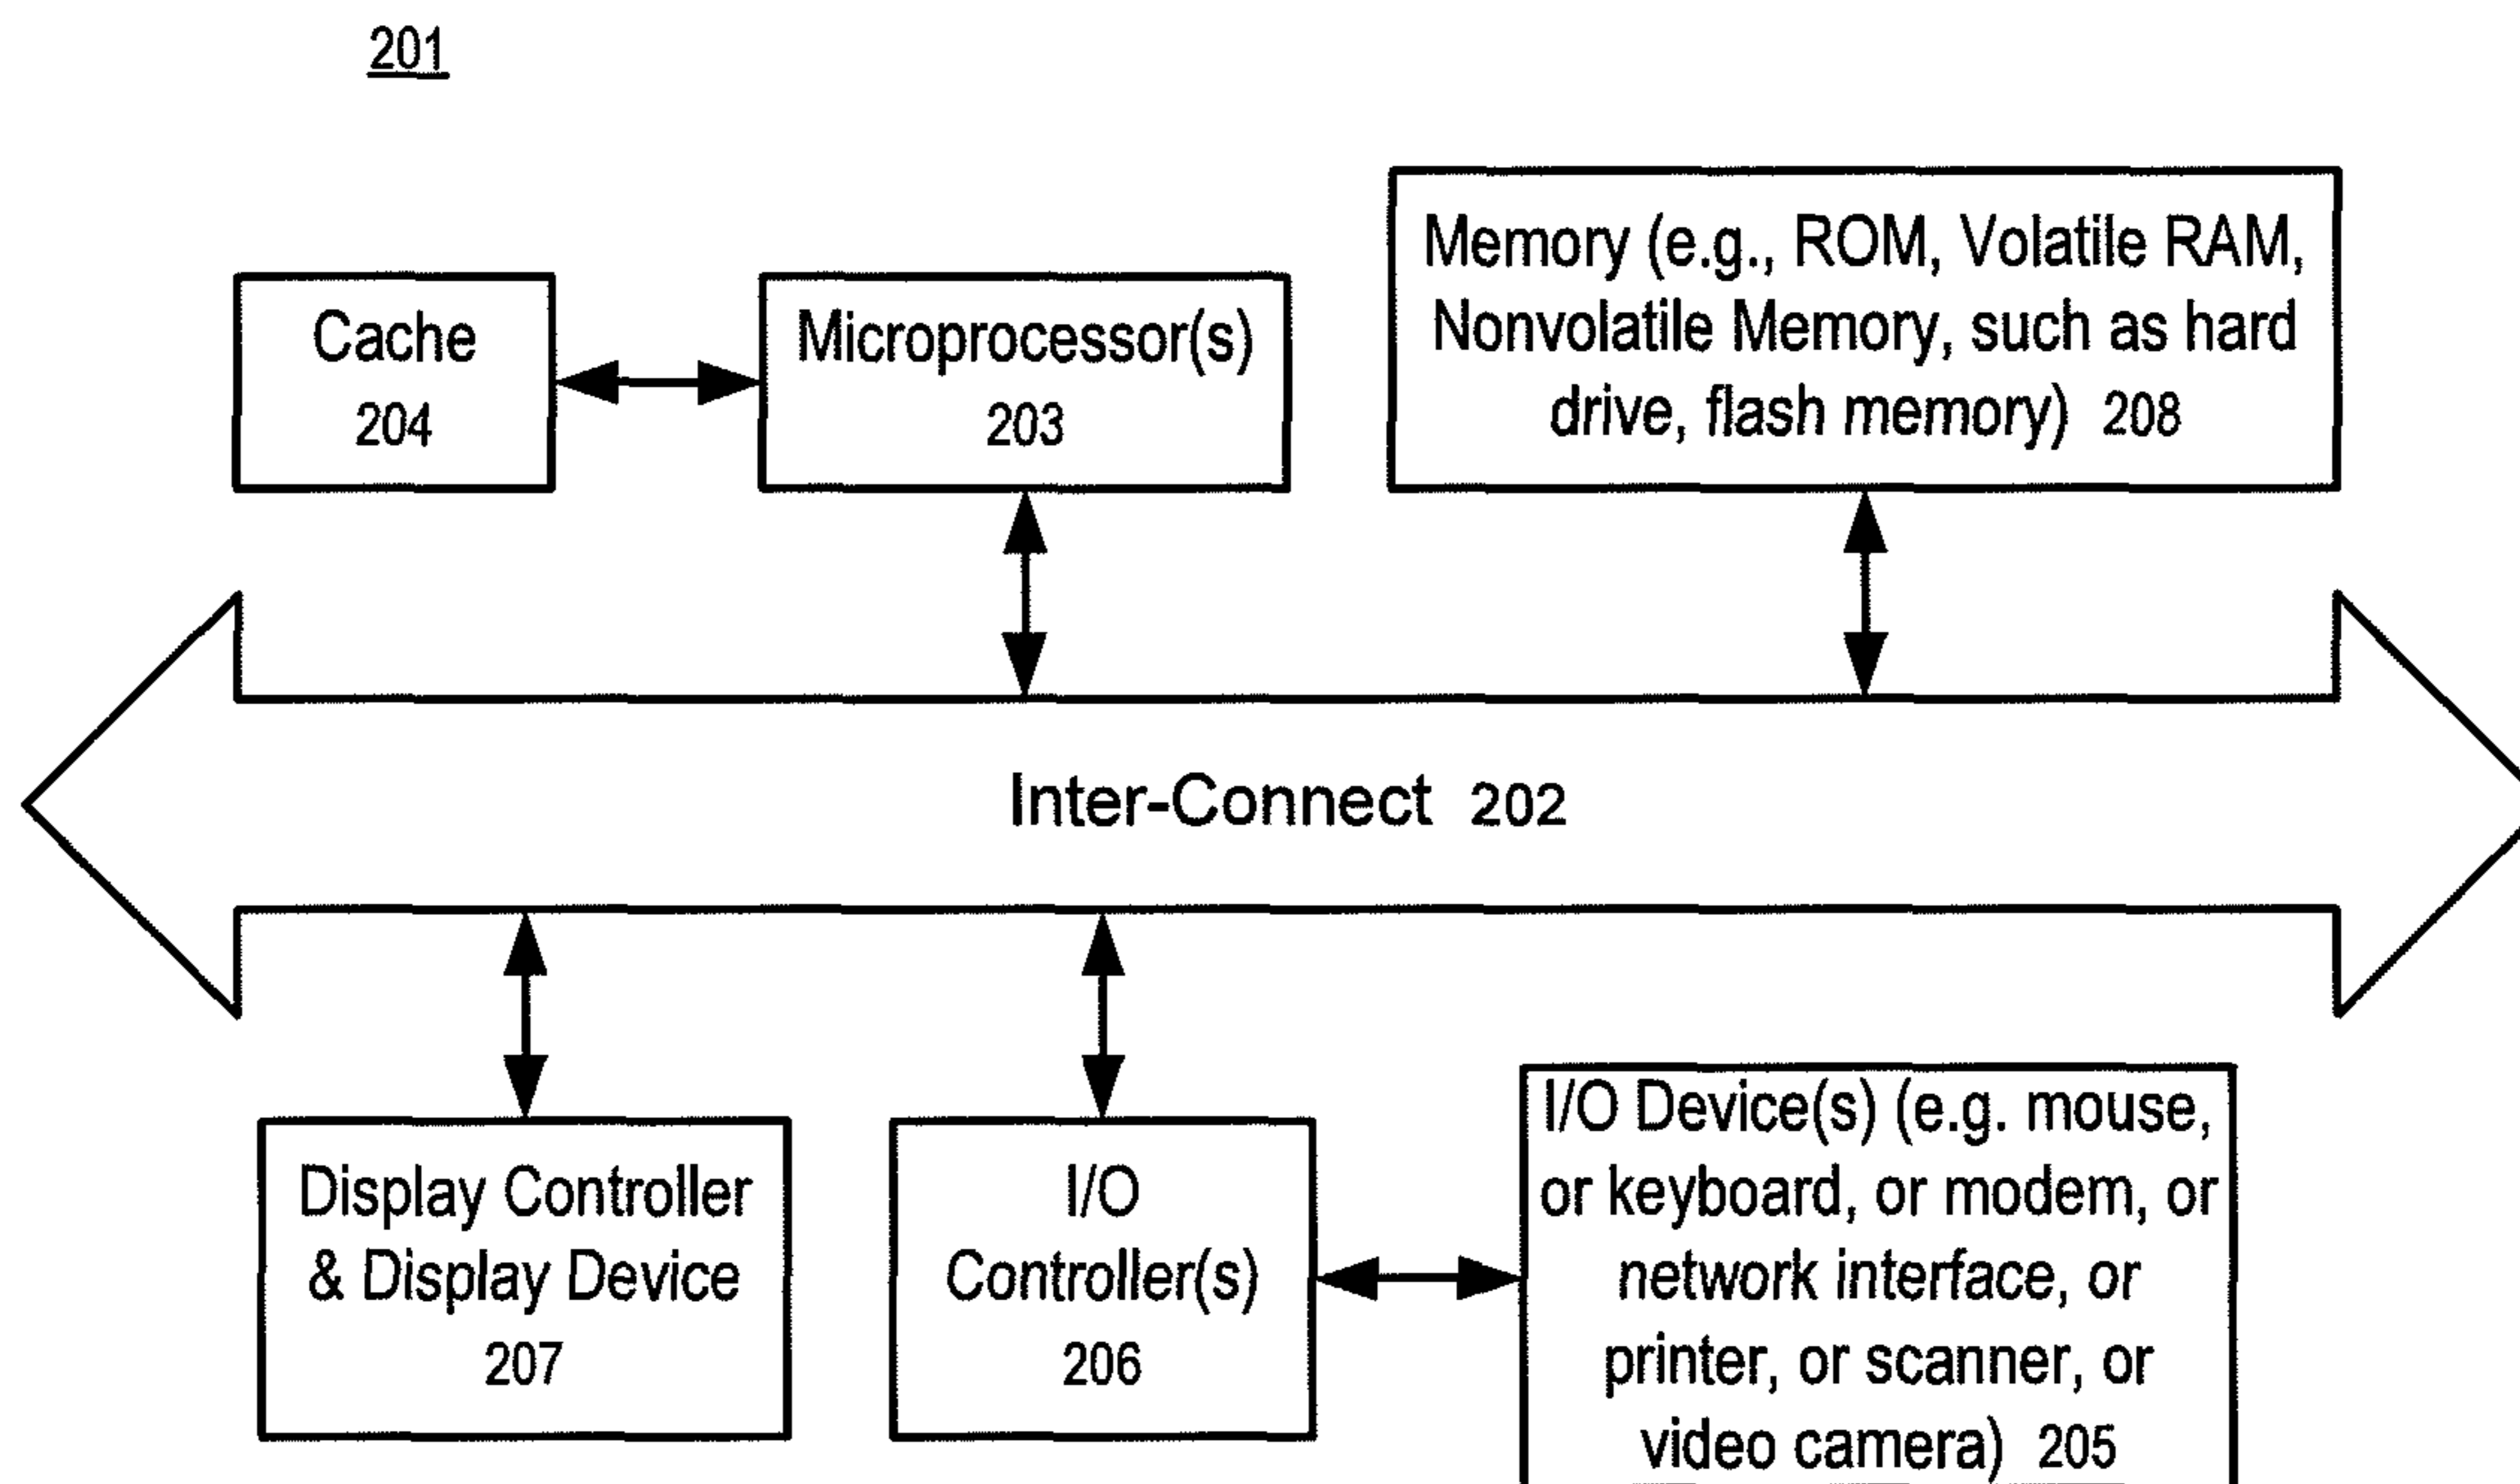 201
Cache
204
Microprocessor(s)
203
Memory (e.g., ROM, Volatile RAM,
Nonvolatile Memory, such as hard
drive, flash memory) 208
Inter-Connect 202
Display Controller
& Display Device
207
I/O
Controller(s)
206
I/O Device(s) (e.g. mouse,
or keyboard, or modem, or
network interface, or
printer, or scanner, or
video camera) 205